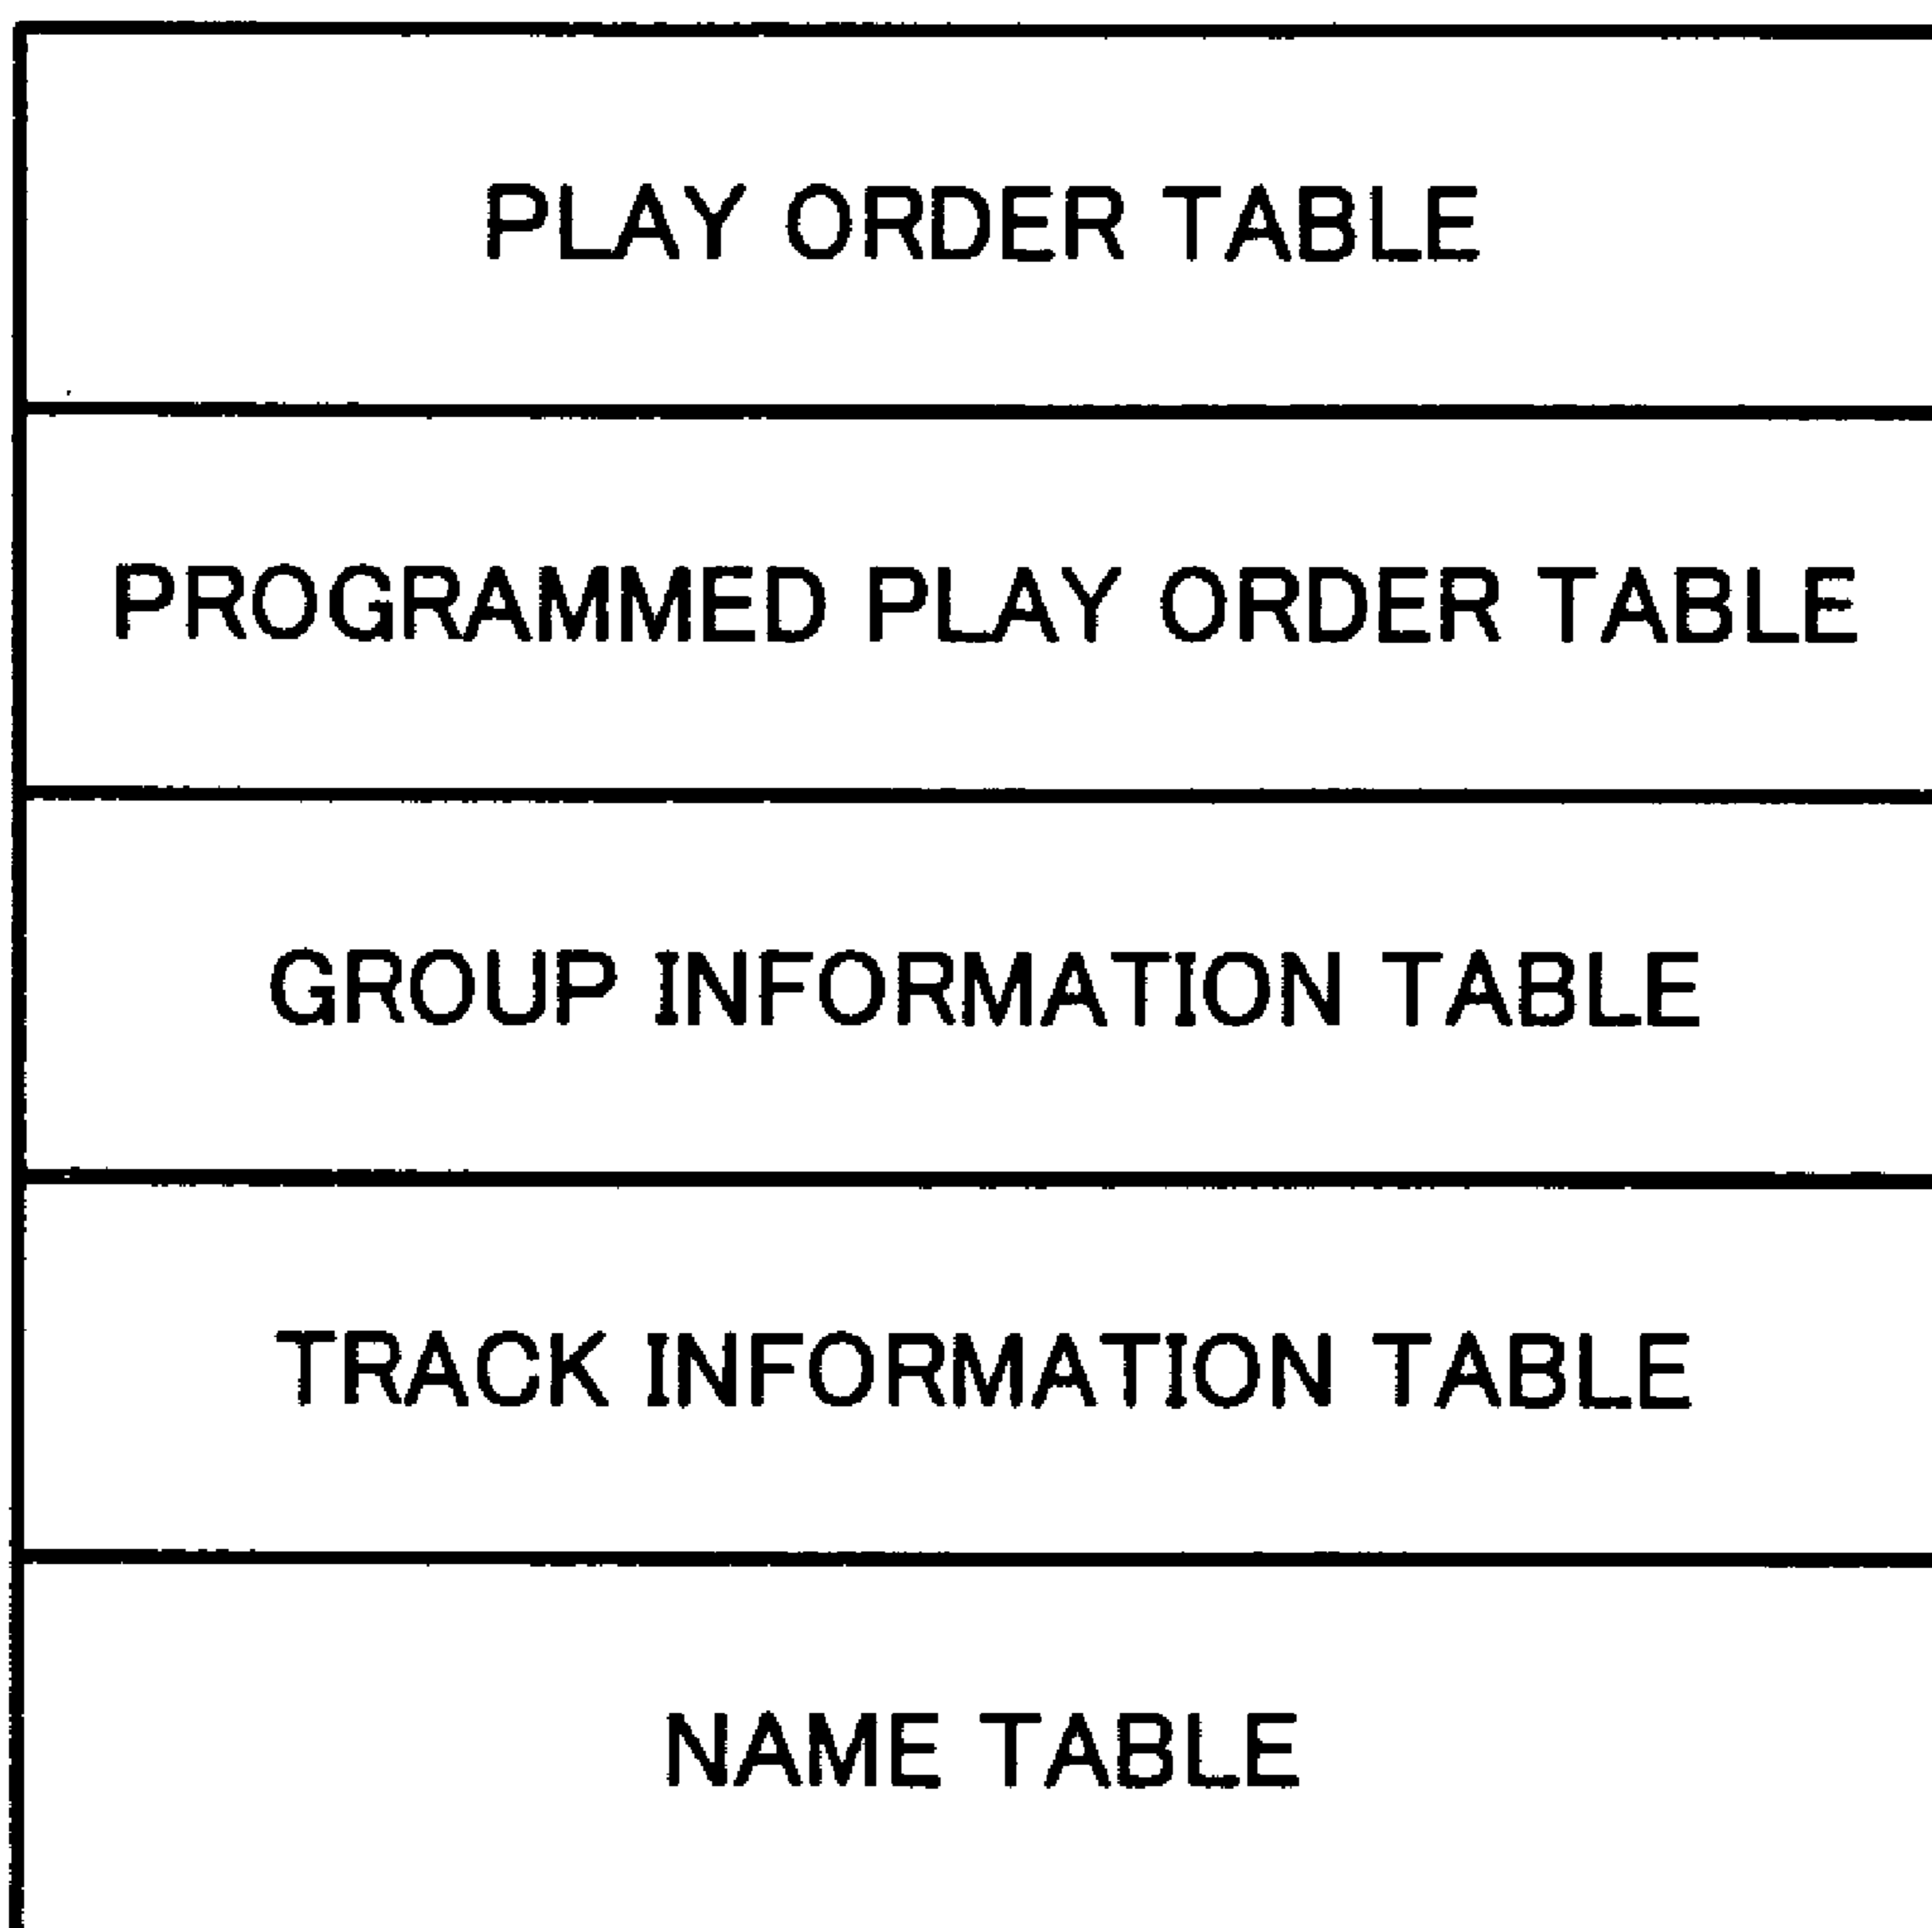 PLAY ORDER TABLE
PROGRAMMED PLAY ORDER TABLE
GROUP INFORMATION TABLE
TRACK INFORMATION TABLE
NAME TABLE